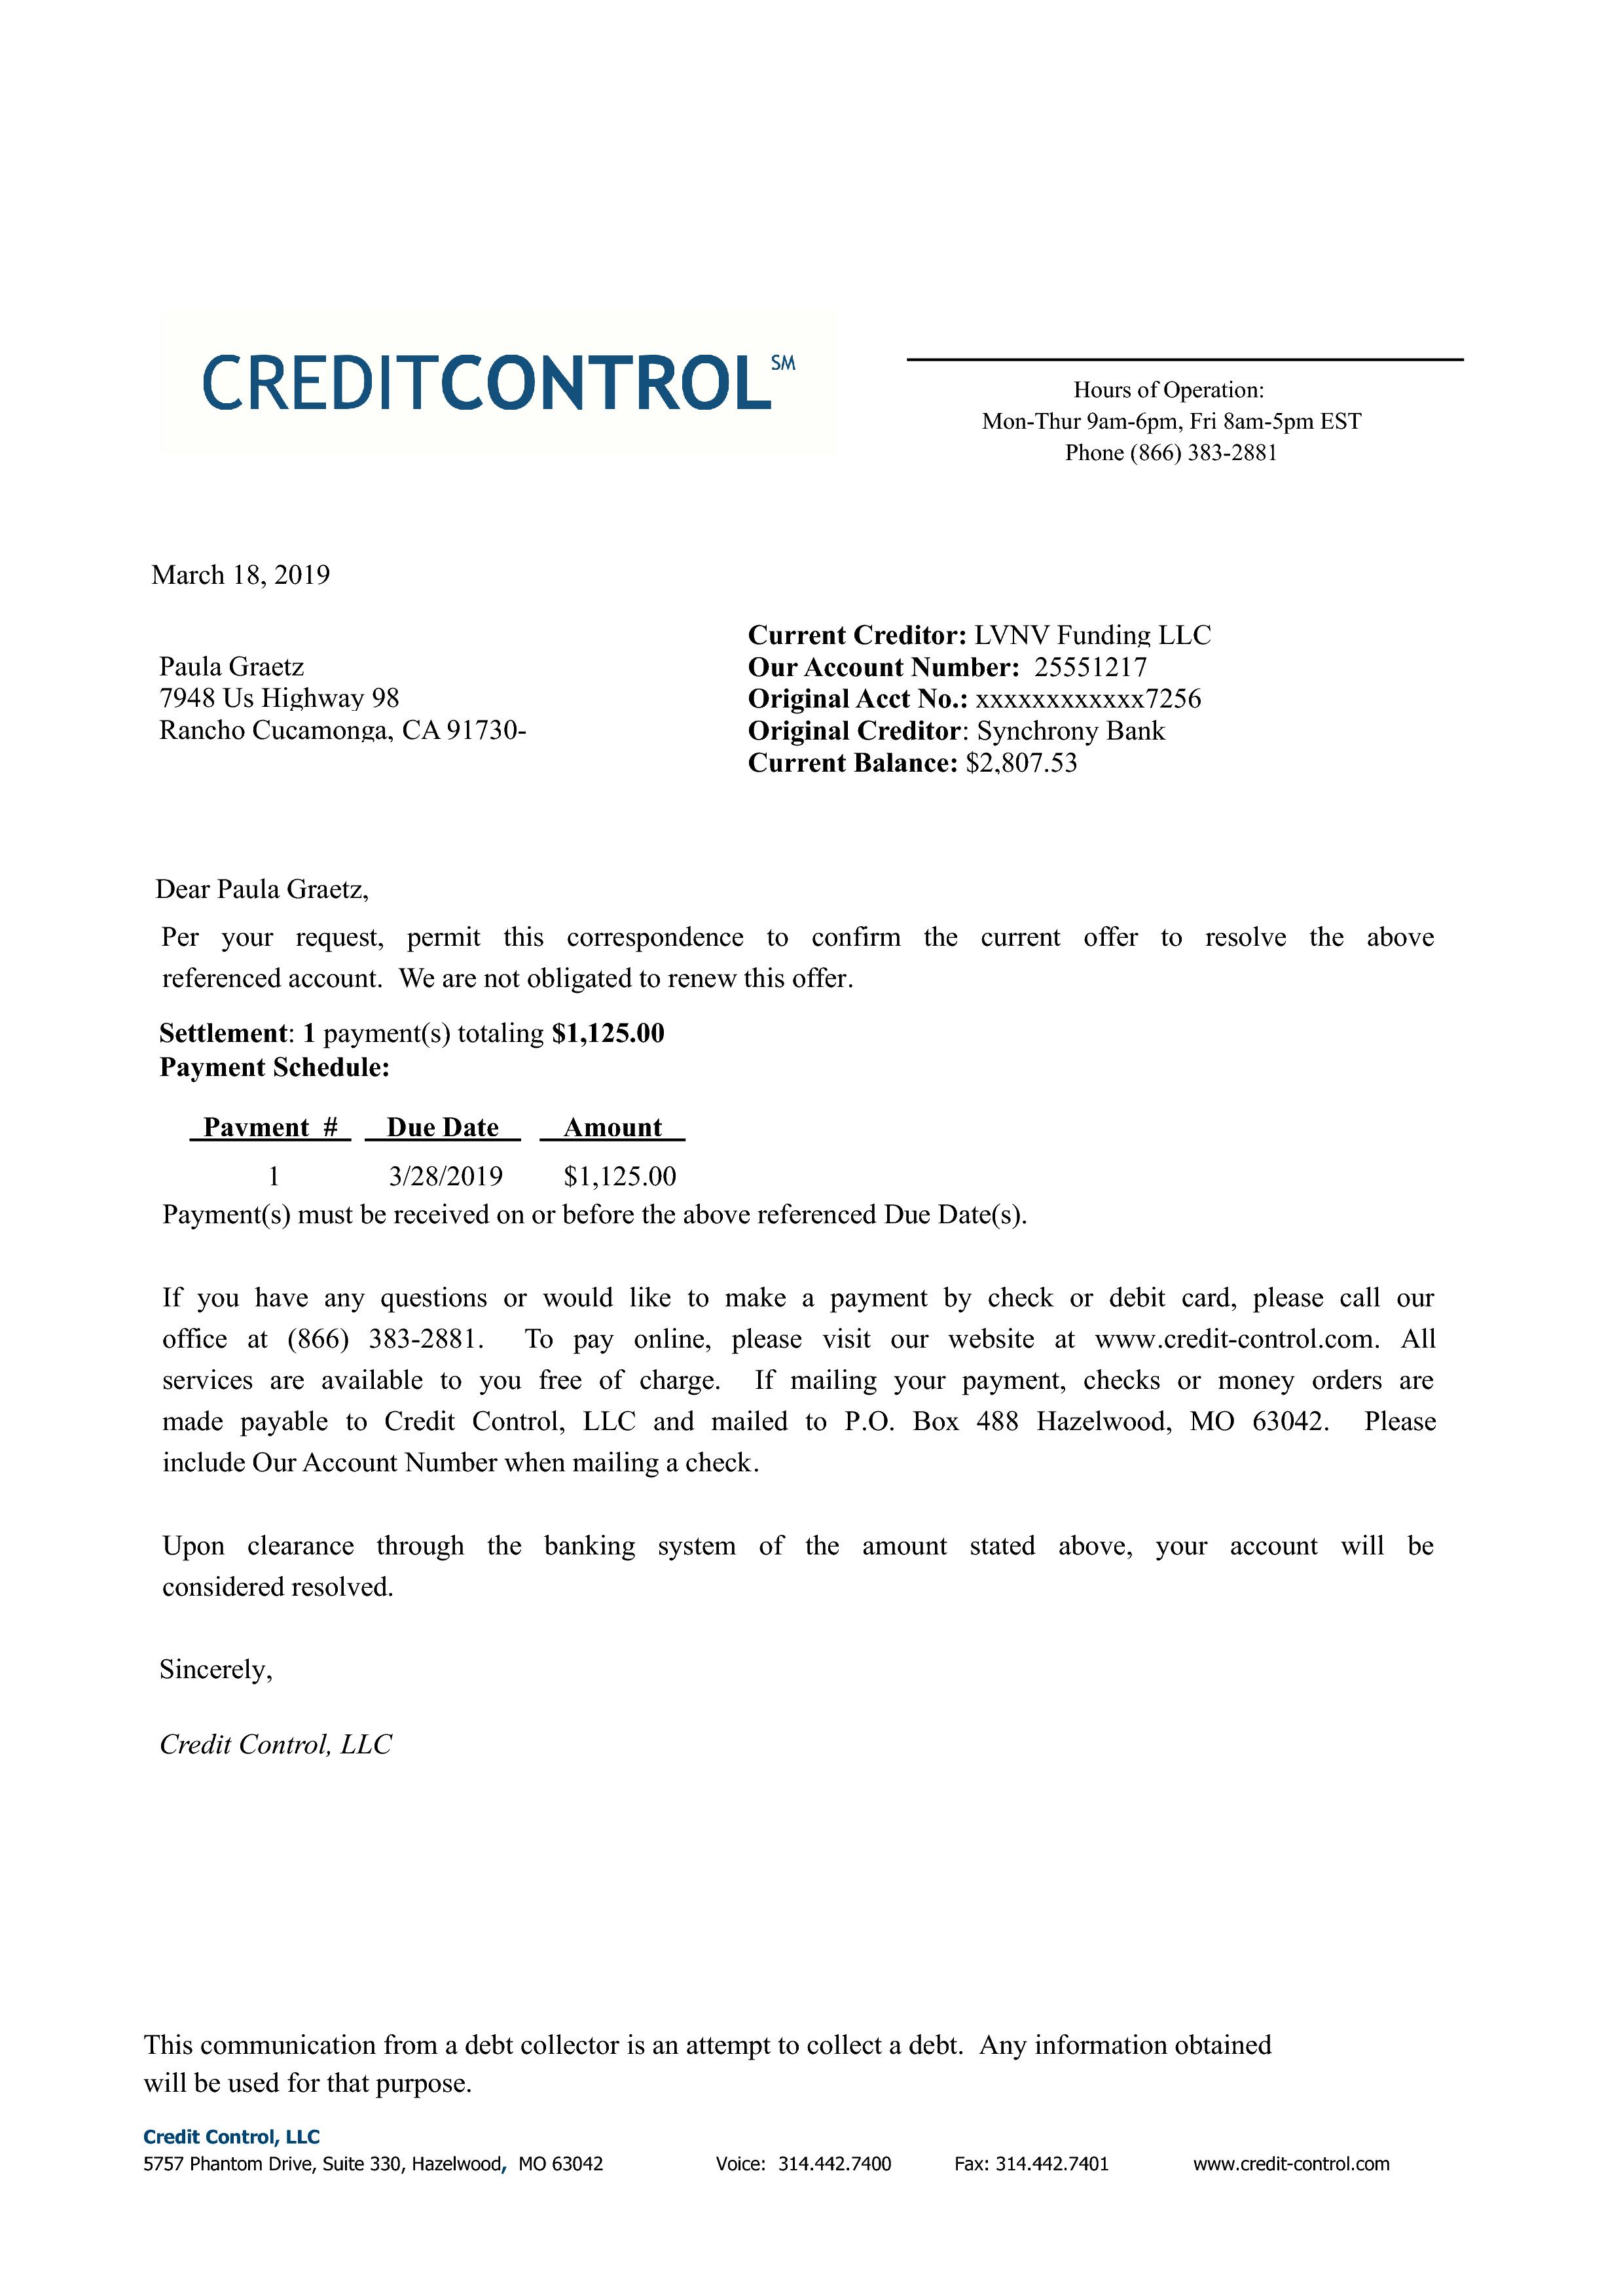 CREDITCONTROL SM
Hours of Operation:
Mon-Thur 9am-6pm, Fri 8am-5pm EST
Phone (866) 383-2881
March 18, 2019
Paula Graetz
7948 Us Highway 98
Rancho Cucamonga, CA 91730-
Current Creditor: LVNV Funding LLC
Our Account Number: 25551217
Original Acct No.: xxxxxxxxxxxx7256
Original Creditor: Synchrony Bank
Current Balance: $2,807.53
Dear Paula Graetz,
Per your request, permit this correspondence to confirm the current offer to resolve the above
referenced account. We are not obligated to renew this offer.
Settlement: 1 payment(s) totaling $1,125.00
Payment Schedule:
Payment # Due Date Amount
1 3/28/2019 $1,125.00
Payment(s) must be received on or before the above referenced Due Date(s).
If you have any questions or would like to make a payment by check or debit card, please call our
office at (866) 383-2881. To pay online, please visit our website at www.credit-control.com. All
services are available to you free of charge. If mailing your payment, checks or money orders are
made payable to Credit Control, LLC and mailed to P.O. Box 488 Hazelwood, MO 63042. Please
include Our Account Number when mailing a check.
Upon clearance through the banking system of the amount stated above, your account will be
considered resolved.
Sincerely,
Credit Control, LLC
This communication from a debt collector is an attempt to collect a debt. Any information obtained
will be used for that purpose.
Credit Control, LLC
5757 Phantom Drive, Suite 330, Hazelwood, MO 63042 Voice: 314.442.7400 Fax: 314.442.7401 www.credit-control.com